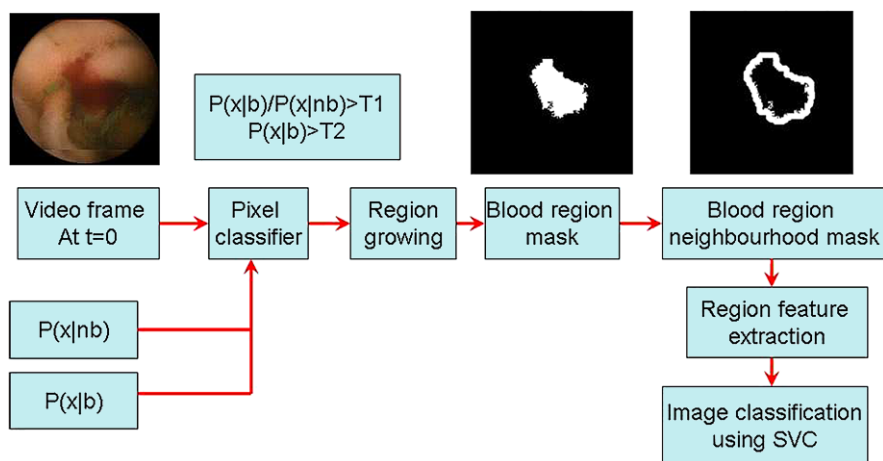 P(x|b)/P(x|nb)>T1
P(x|b)>T2
Video frame
At t=0
Pixel
classifier
Region
growing
Blood region
mask
Blood region
neighbourhood mask
P(x|nb)
P(x|b)
Region feature
extraction
Image classification
using SVC